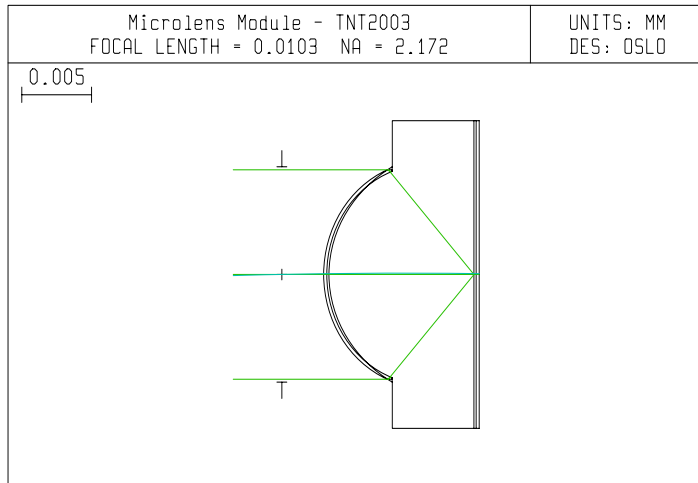 Microlens Module - TNT2003
FOCAL LENGTH = 0.0103 NA = 2.172
UNITS: MM
DES: OSLO
0.005